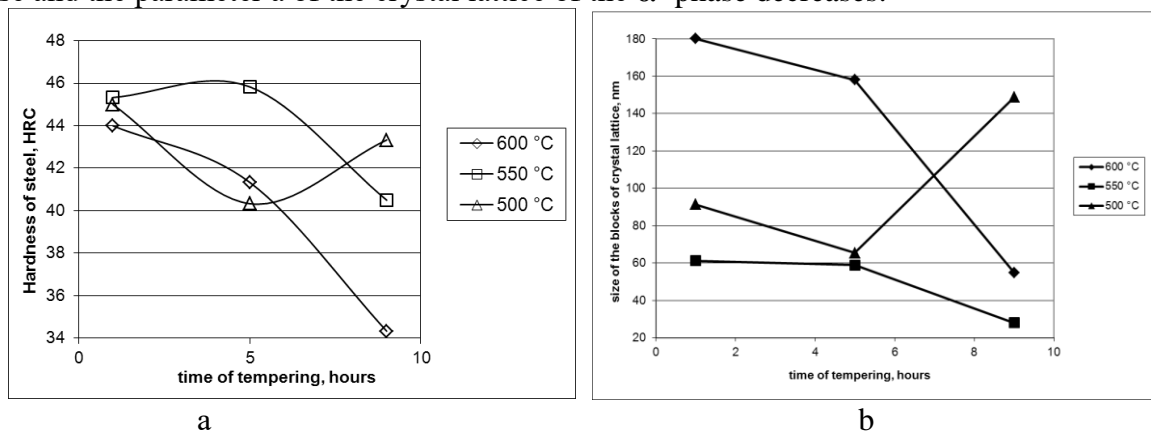 re and the parameter a of the crystal lattice of the α- phase decreases.
48
46
44
42
40
38
36
34
0
5
10
Hardness of steel, HRC
time of tempering, hours
600 °C
550 °C
500 °C
180
160
140
120
100
80
60
40
20
0
2
4
6
8
10
size of the blocks of crystal lattice, nm
time of tempering, hours
600 °C
550 °C
500 °C
a
b